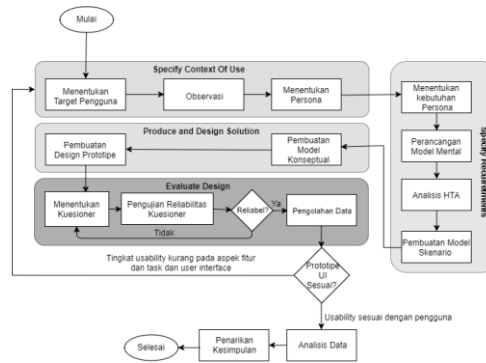 Mulai
Specify Context Of Use
Menentukan
Target Pengguna
Observasi
Menentukan
Persona
Menentukan
kebutuhan
Persona
Perancangan
Model Mental
Analisis HTA
Pembuatan Model
Skenario
Specify Requirements
Produce and Design Solution
Pembuatan
Model
Konseptual
Pembuatan
Design Prototipe
Evaluate Design
Menentukan
Kuesioner
Pengujian Reliabilitas
Kuesioner
Reliabel?
Ya
Tidak
Pengolahan Data
Prototipe
UI
Sesuai?
Tingkat usability kurang pada aspek fitur
dan task dan user interface
Usability sesuai dengan pengguna
Analisis Data
Penarikan
Kesimpulan
Selesai